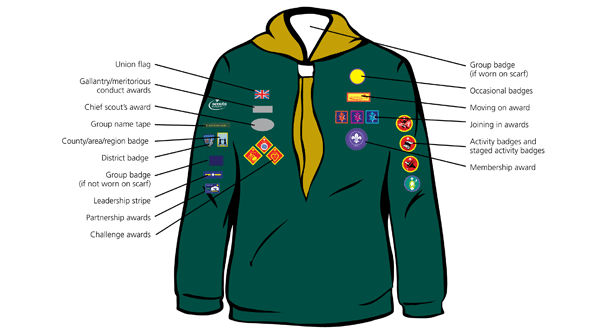 Union flag
Gallantry/meritorious
conduct awards
Chief scout's award
Group name tape
County/area/region badge
District badge
Group badge
(if not worn on scarf)
Leadership stripe
Partnership awards
Challenge awards
scouts
Group badge
(if worn on scarf)
Occasional badges
Moving on award
Joining in awards
Activity badges and
staged activity badges
Membership award